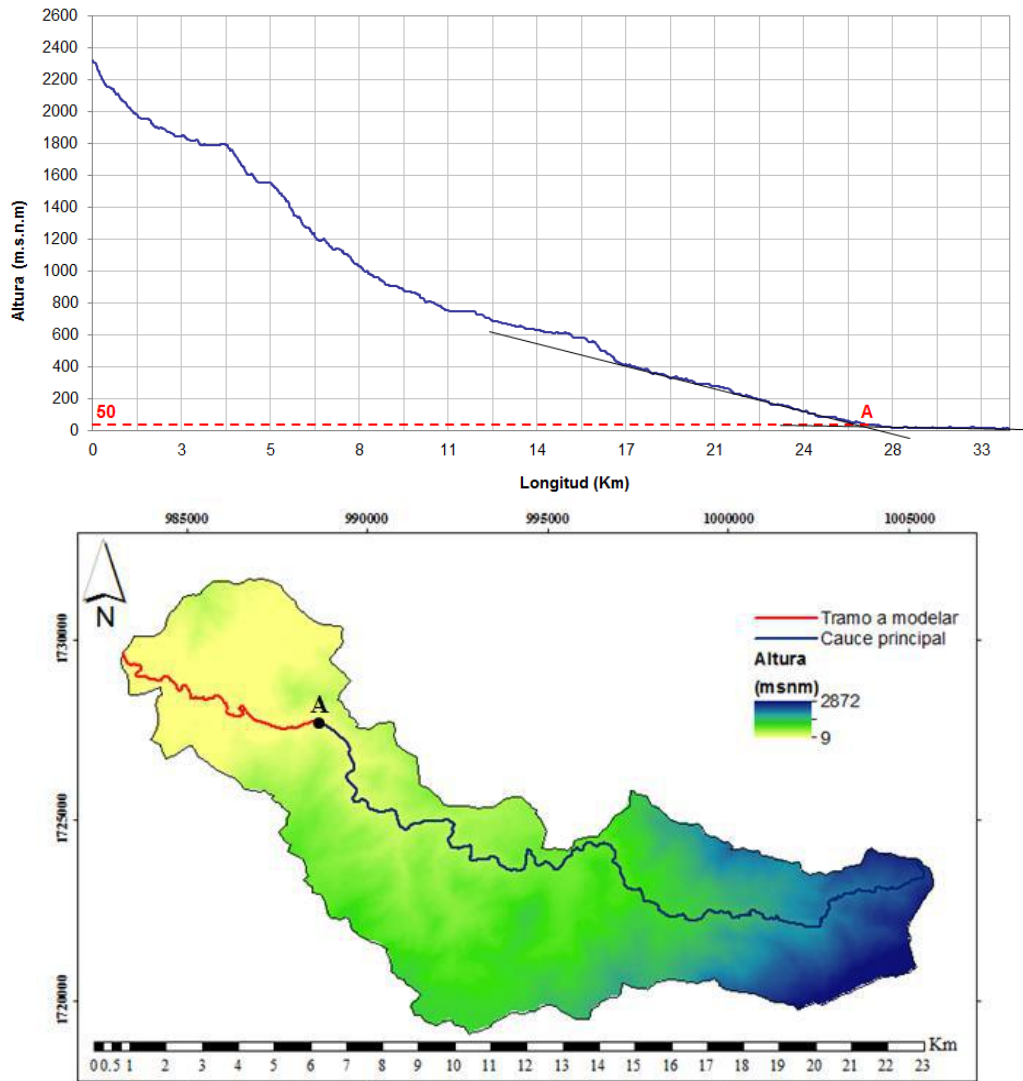 2600
2400
2200
2000
1800
1600
1400
1200
1000
800
600
400
200
0
Altura (m.s.n.m)
50
A
0 3 5 8 11 14 17 21 24 28 33
Longitud (Km)
985000 990000 995000 1000000 1005000
N
1730000
1725000
1720000
A
Tramo a modelar
Cauce principal
Altura
(msnm)
2872
9
0 0.5 1 2 3 4 5 6 7 8 9 10 11 12 13 14 15 16 17 18 19 20 21 22 23 Km